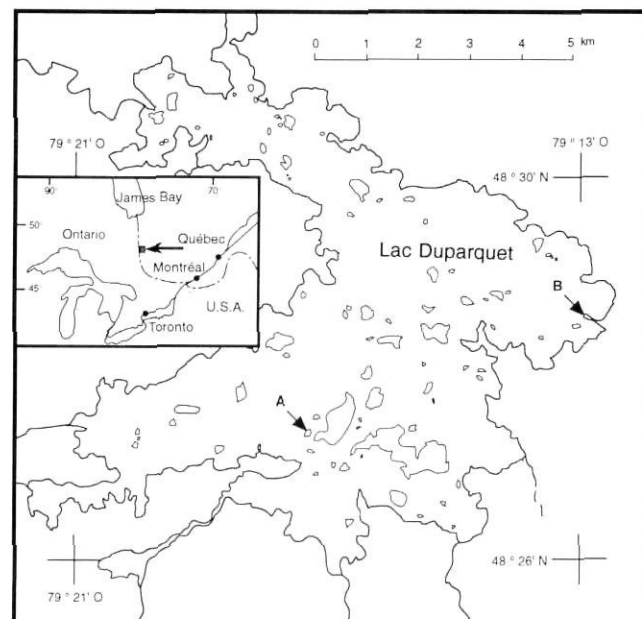 0 1 2 3 4 5 km
79 ° 21' O
79 ° 13' O
48 ° 30' N
90°
70
James Bay
50°
Ontario
Québec
Montréal
45
U.S.A.
Toronto
Lac Duparquet
B
A
48 ° 26' N
79 ° 21' O